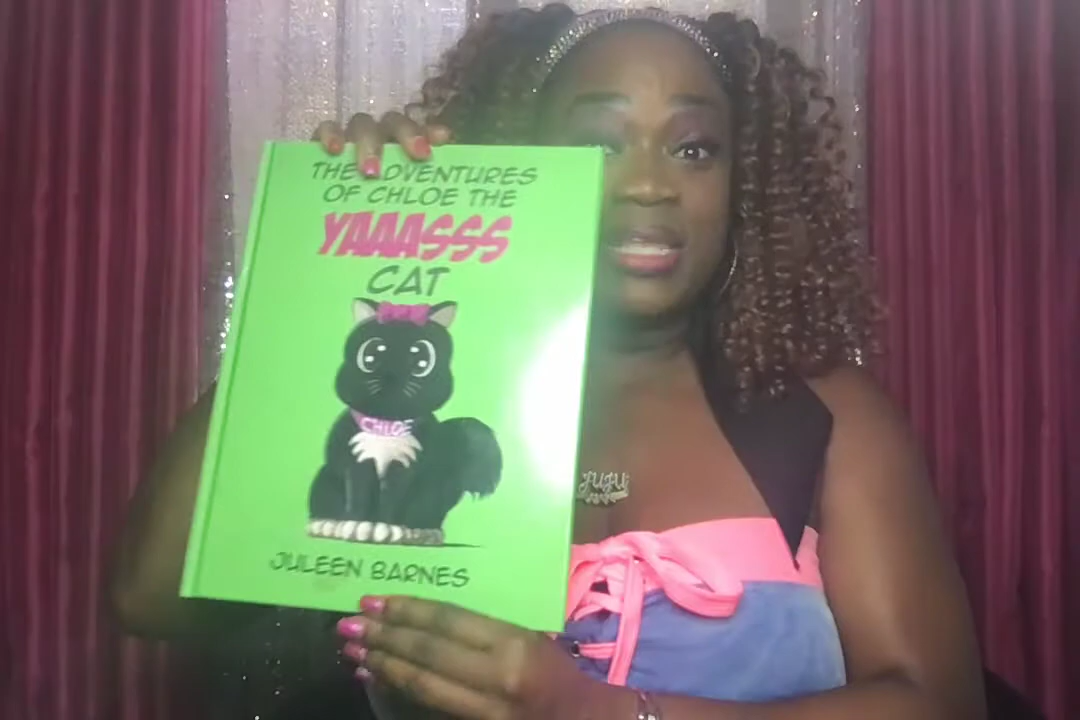 THE ADVENTURES
OF CHLOE THE
YAAASSS
CAT
CHLOE
JULEEN BARNES
JUJU